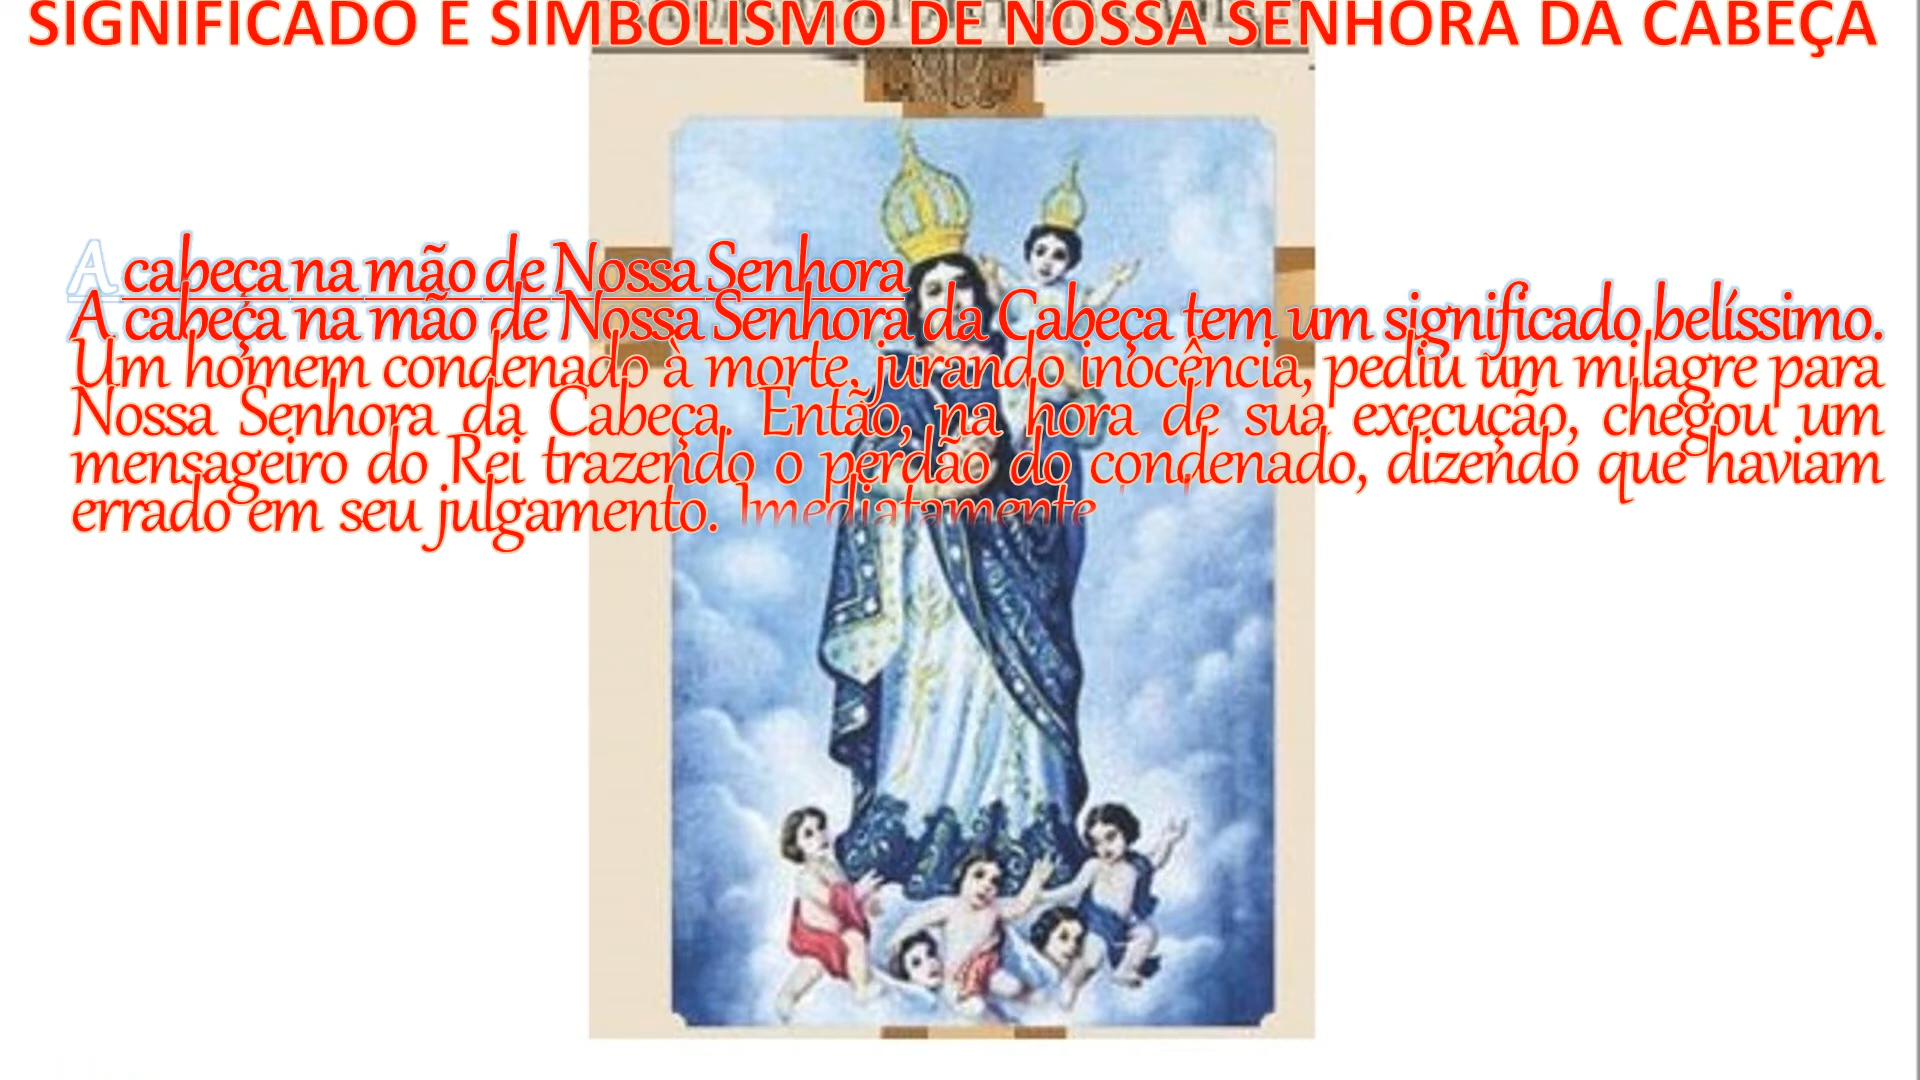 SIGNIFICADO E SIMBOLISMO DE NOSSA SENHORA DA CABEÇA
A cabeça na mão de Nossa Senhora
A cabeça na mão de Nossa Senhora da Cabeça tem um significado belíssimo.
Um homem condenado à morte, jurando inocência, pediu um milagre para
Nossa Senhora da Cabeça. Então, na hora de sua execução, chegou um
mensageiro do Rei trazendo o perdão do condenado, dizendo que haviam
errado em seu julgamento. Imediatamente